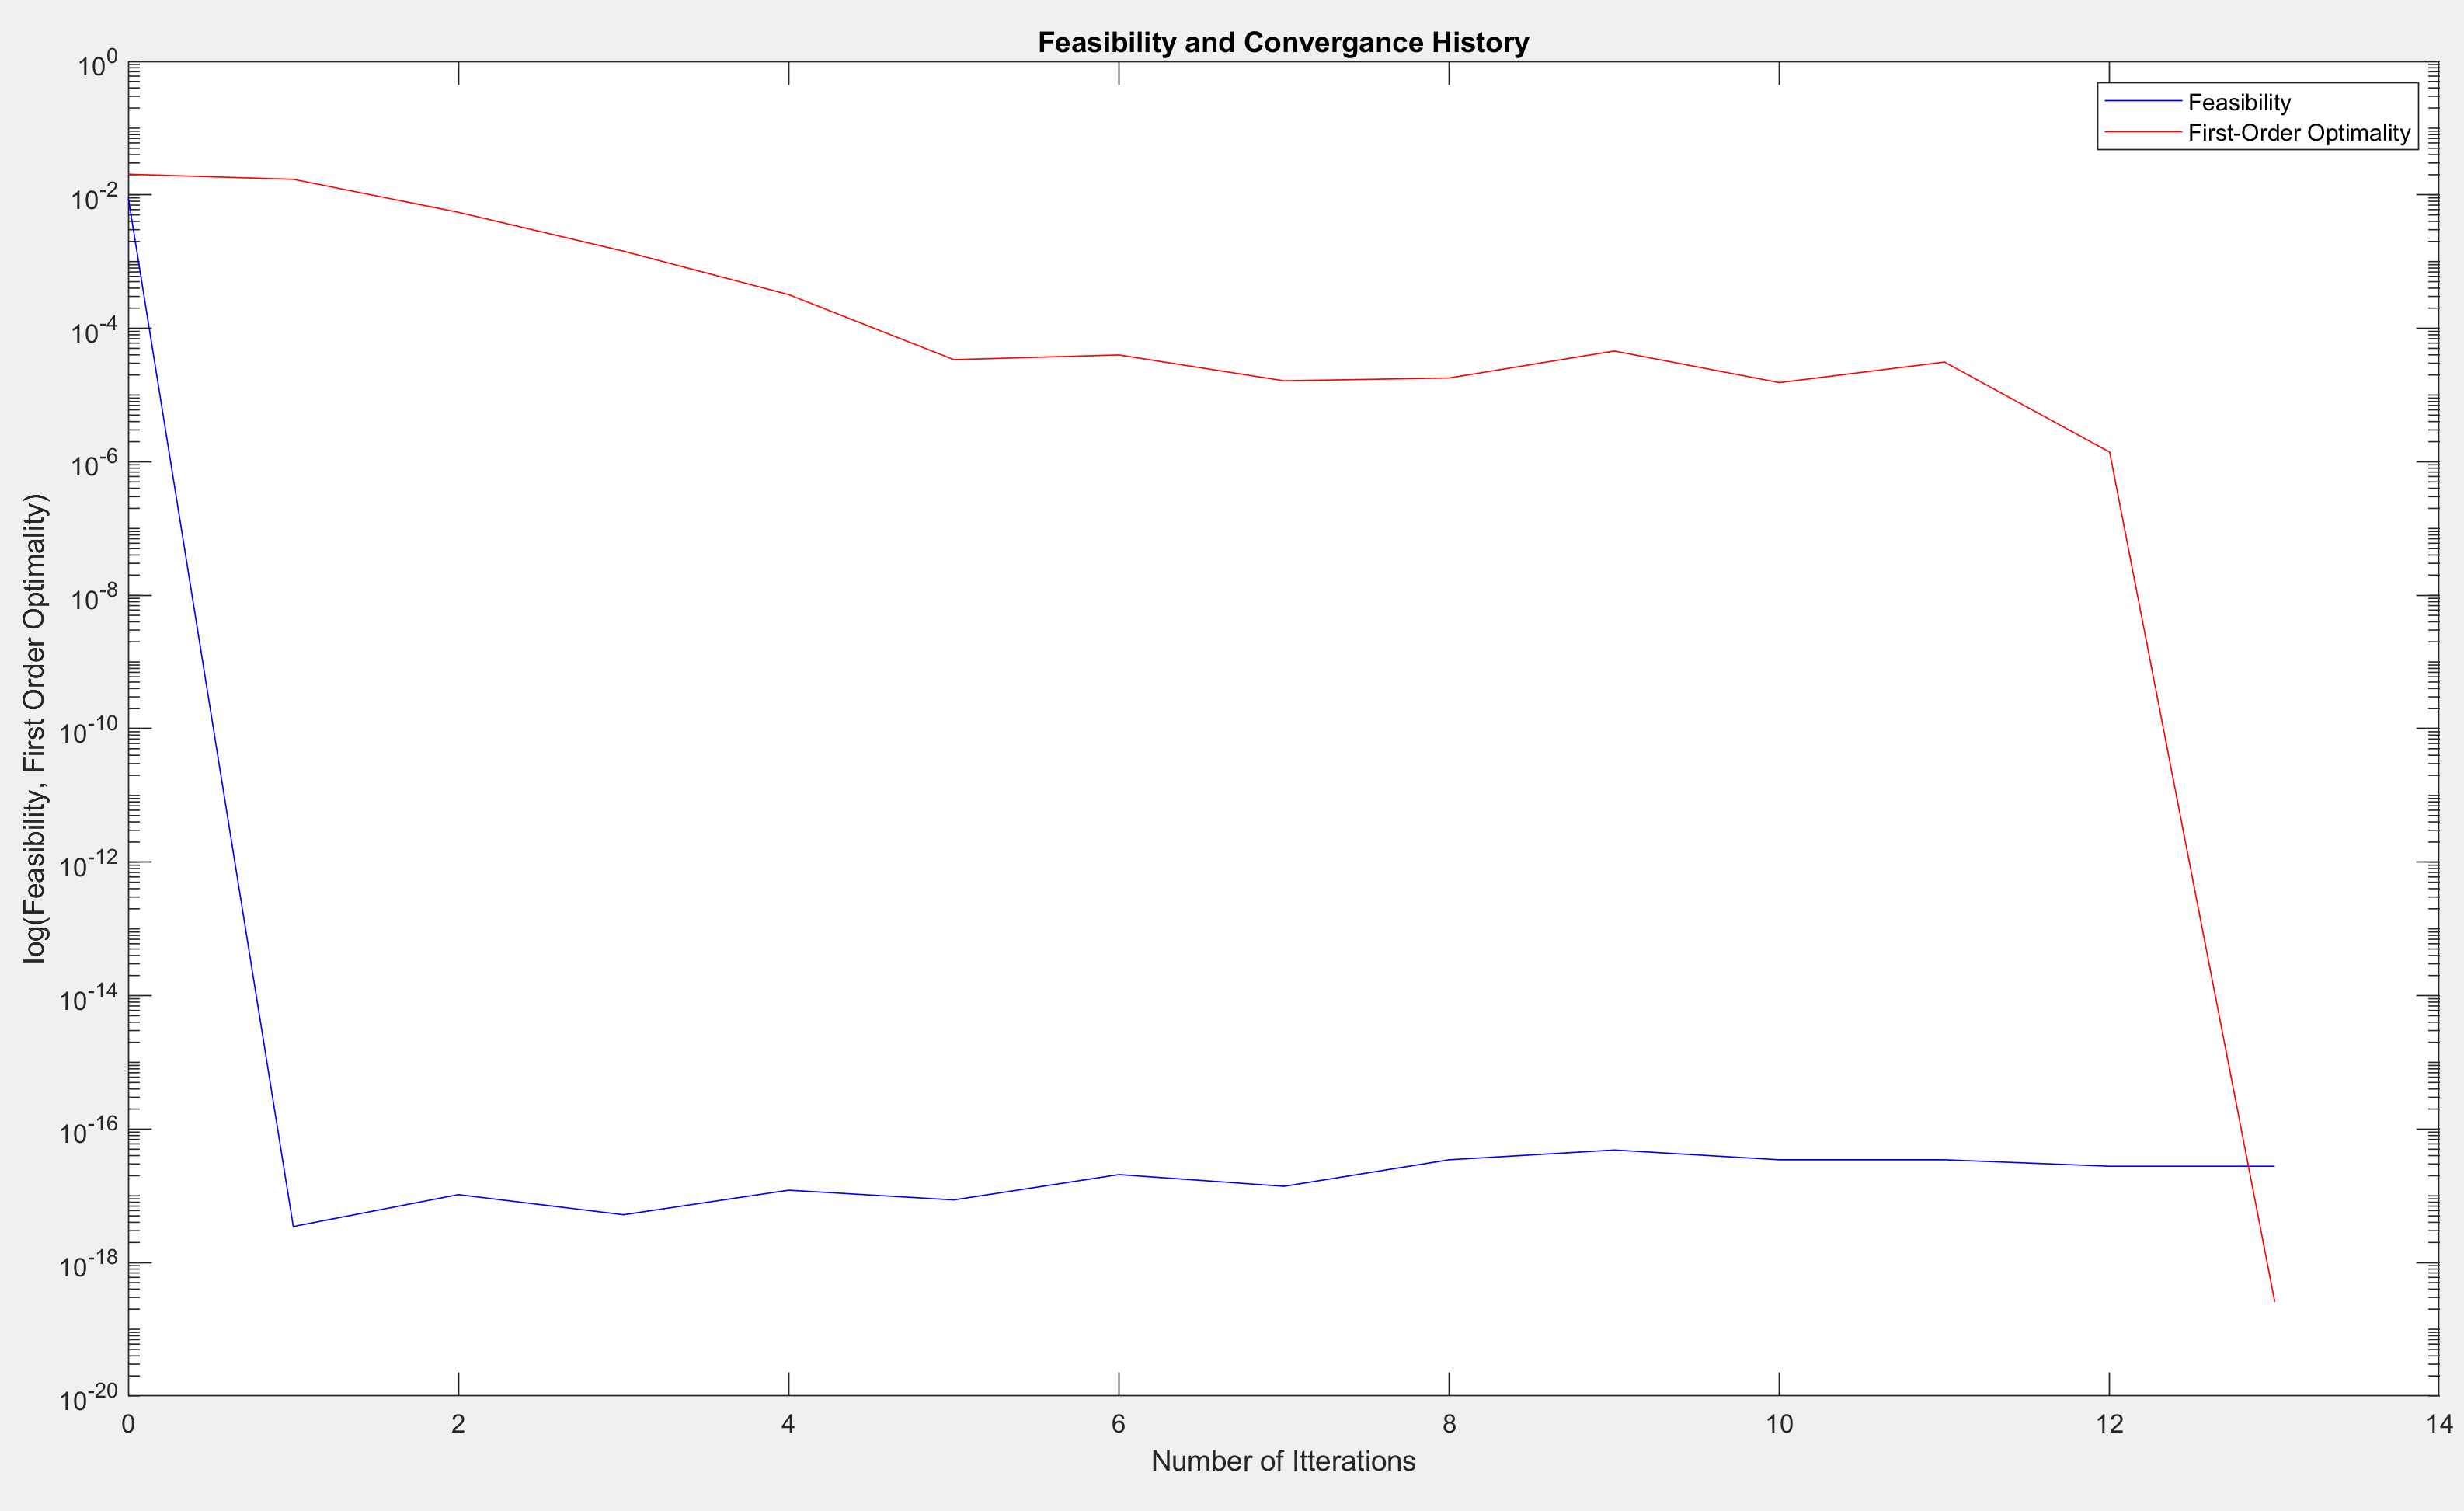 Feasibility and Convergance History
10^0
10^-2
10^-4
10^-6
10^-8
10^-10
10^-12
10^-14
10^-16
10^-18
10^-20
log(Feasibility, First Order Optimality)
Feasibility
First-Order Optimality
0 2 4 6 8 10 12 14
Number of Itterations